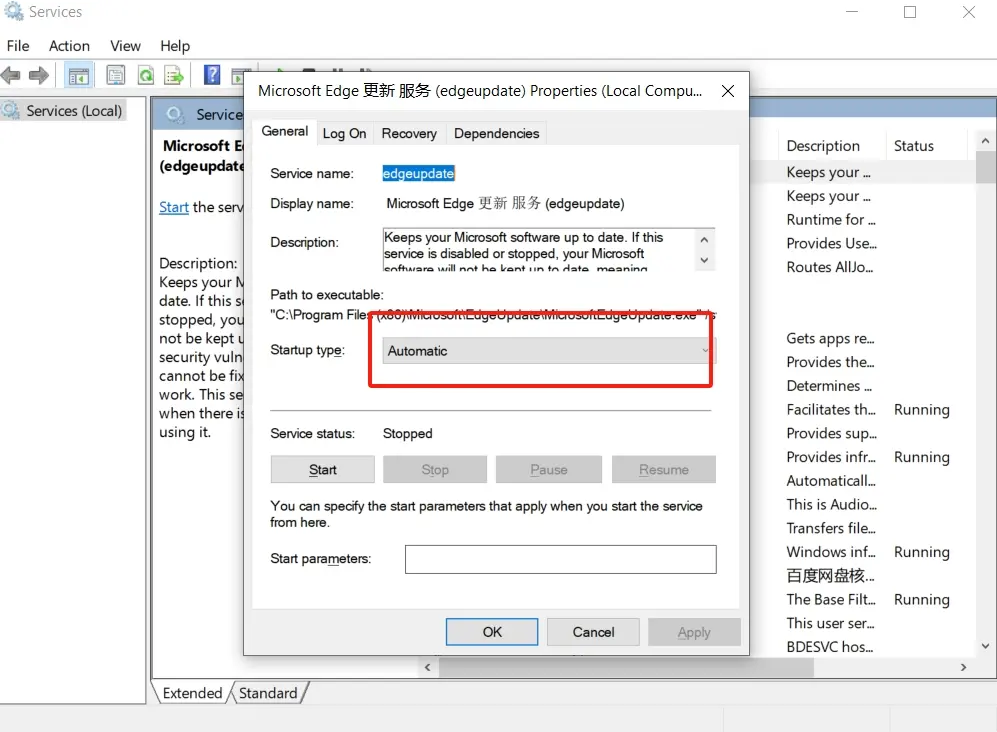 Services
File Action View Help
Services (Local)
Service
Microsoft E
(edgeupdate
Start the serv
Description:
Keeps your M
date. If this s
stopped, you
not be kept u
security vuln
cannot be fix
work. This se
when there is
using it.
Microsoft Edge 更新 服务 (edgeupdate) Properties (Local Compu...
General Log On Recovery Dependencies
Service name: edgeupdate
Display name: Microsoft Edge 更新 服务 (edgeupdate)
Description: Keeps your Microsoft software up to date. If this
service is disabled or stopped, your Microsoft
software will not be kept up to date, meaning
Path to executable:
"C:\Program Files (x86)\Microsoft\EdgeUpdate\MicrosoftEdgeUpdate.exe" /s
Startup type: Automatic
Service status: Stopped
Start Stop Pause Resume
You can specify the start parameters that apply when you start the service
from here.
Start parameters:
OK Cancel Apply
Description Status
Keeps your ...
Keeps your ...
Runtime for ...
Provides Use...
Routes AllJo...
Gets apps re...
Provides the...
Determines ...
Facilitates th... Running
Provides sup...
Provides infr... Running
Automaticall...
This is Audio...
Transfers file...
Windows inf... Running
百度网盘核...
The Base Filt... Running
This user ser...
BDESVC hos...
Extended Standard